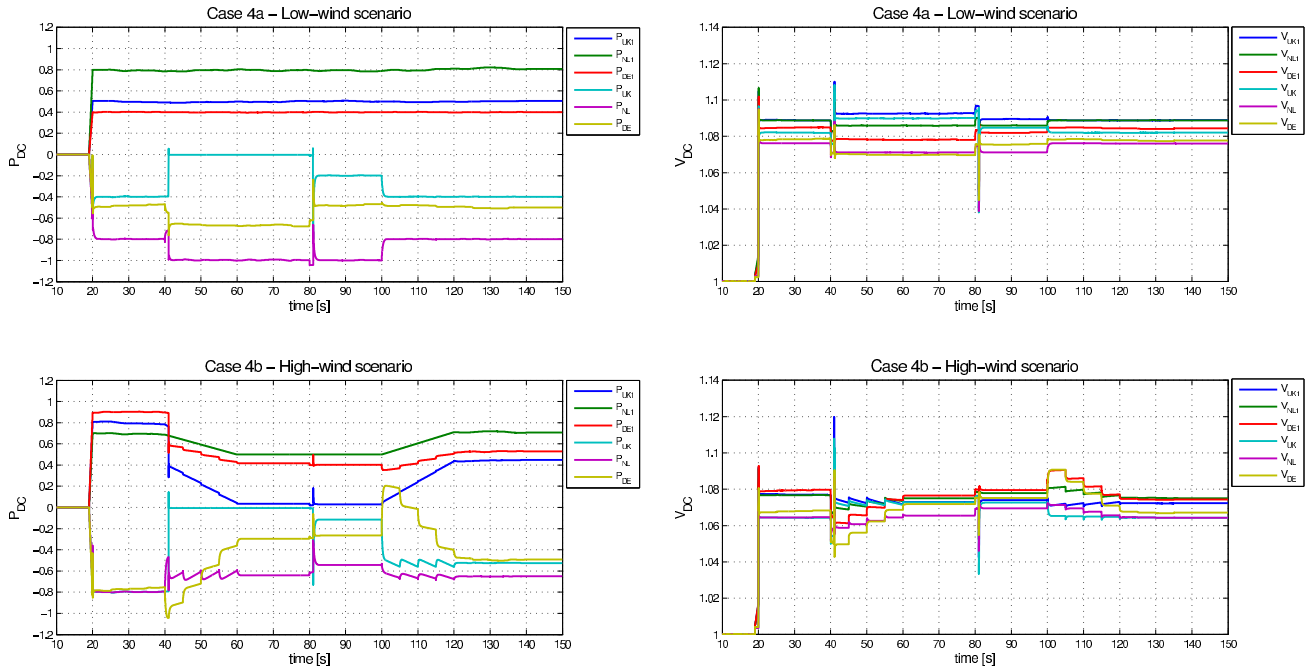 Case 4a – Low–wind scenario
1.2
1
0.8
0.6
0.4
0.2
0
−0.2
−0.4
−0.6
−0.8
−1
−1.2
P_DC
10 20 30 40 50 60 70 80 90 100 110 120 130 140 150
time [s]
P_UK1
P_NL1
P_DE1
P_UK
P_NL
P_DE
Case 4a – Low–wind scenario
1.14
1.12
1.1
1.08
1.06
1.04
1.02
1
V_DC
10 20 30 40 50 60 70 80 90 100 110 120 130 140 150
time [s]
V_UK1
V_NL1
V_DE1
V_UK
V_NL
V_DE
Case 4b – High–wind scenario
1.2
1
0.8
0.6
0.4
0.2
0
−0.2
−0.4
−0.6
−0.8
−1
−1.2
P_DC
10 20 30 40 50 60 70 80 90 100 110 120 130 140 150
time [s]
P_UK1
P_NL1
P_DE1
P_UK
P_NL
P_DE
Case 4b – High–wind scenario
1.14
1.12
1.1
1.08
1.06
1.04
1.02
1
V_DC
10 20 30 40 50 60 70 80 90 100 110 120 130 140 150
time [s]
V_UK1
V_NL1
V_DE1
V_UK
V_NL
V_DE